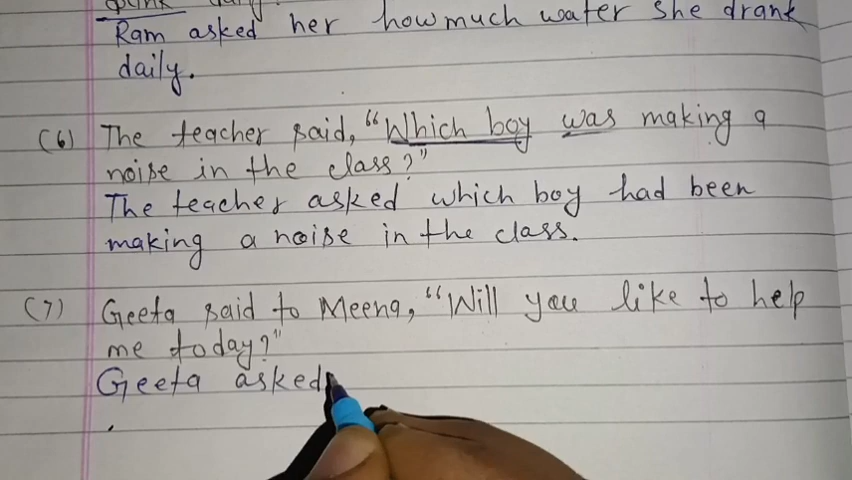 Ram asked her how much water she drank
daily.
(6) The teacher said, "Which boy was making a
noise in the class?"
The teacher asked which boy had been
making a noise in the class.
(7) Geeta said to Meena, "Will you like to help
me today?"
Geeta asked